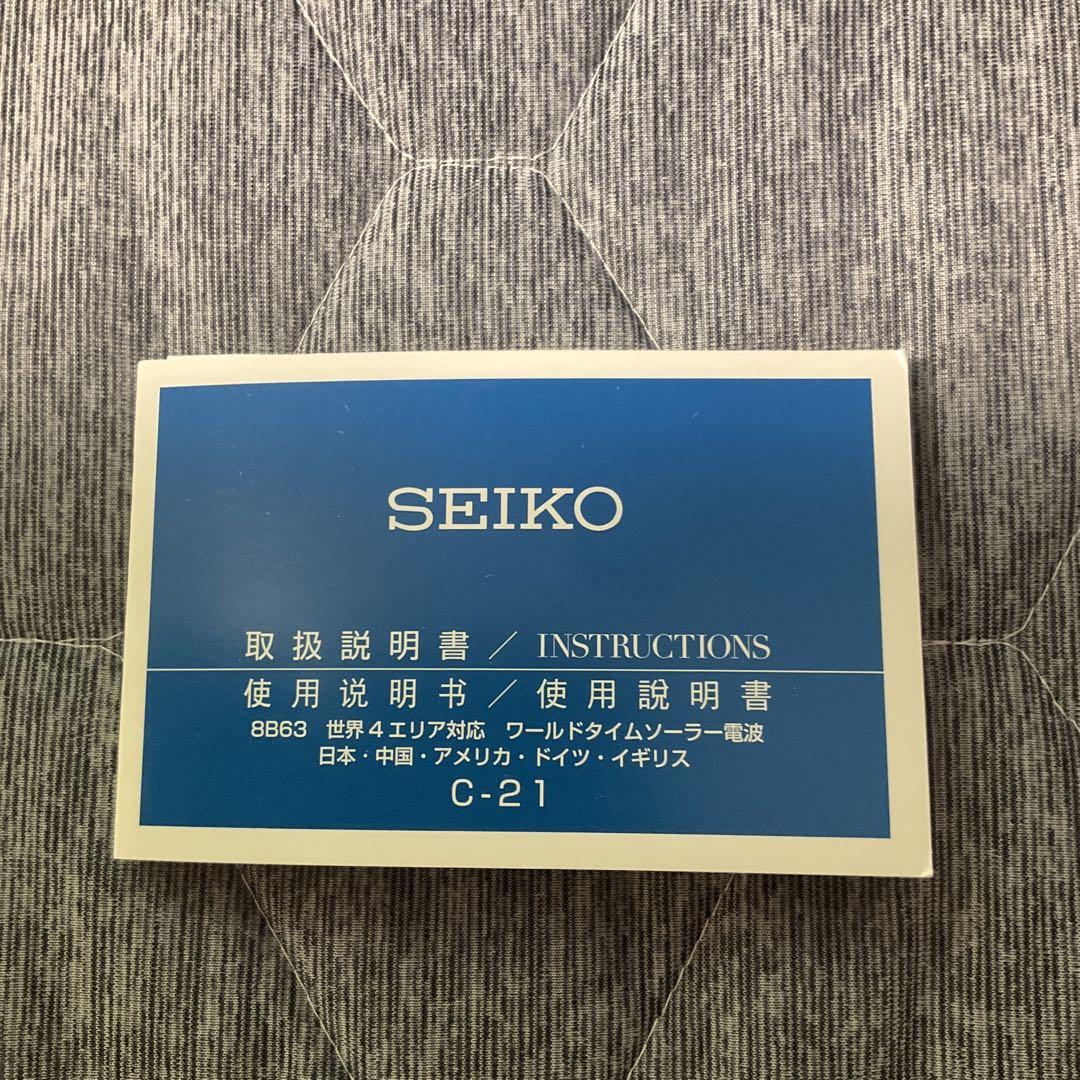 SEIKO
取扱説明書／INSTRUCTIONS
使用说明书／使用說明書
8B63 世界4エリア対応 ワールドタイムソーラー電波
日本・中国・アメリカ・ドイツ・イギリス
C-21